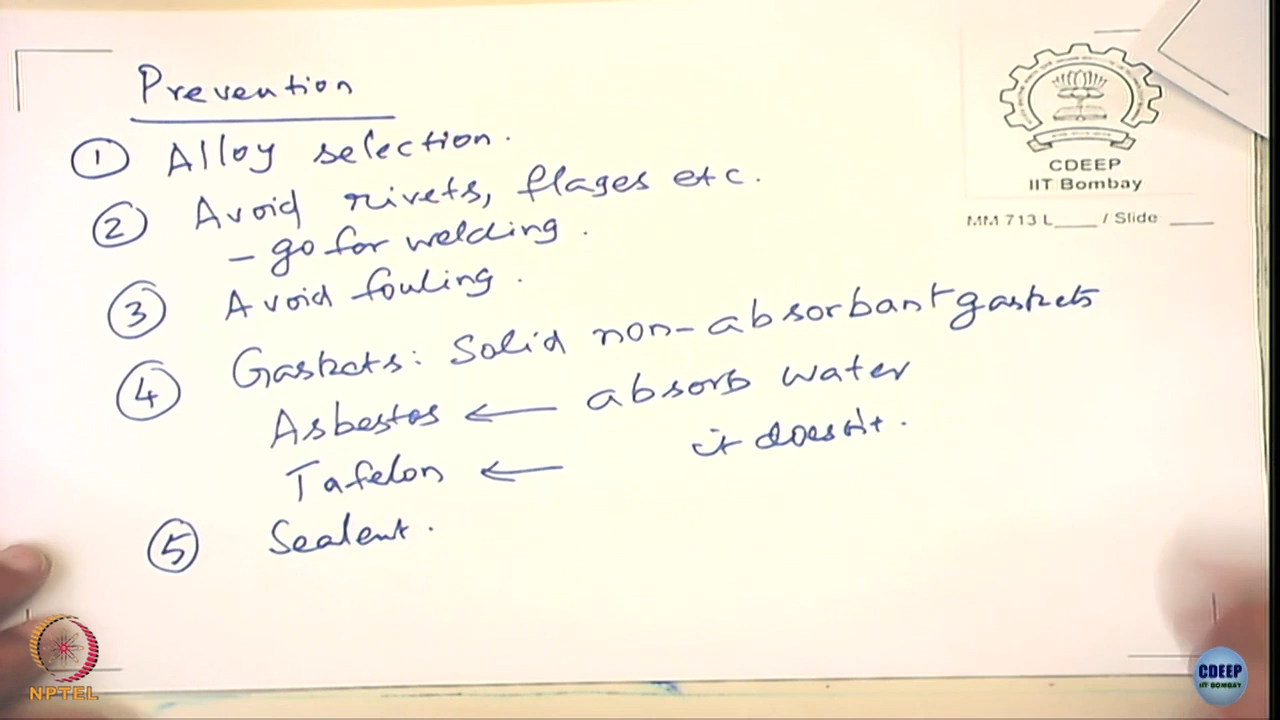 Prevention
① Alloy selection.
② Avoid rivets, flages etc.
- go for welding.
③ Avoid fouling.
④ Gaskets: Solid non-absorbant gaskets
Asbestos ← absorb water
Tafelon ← it doesn't.
⑤ Sealent.
CDEEP
IIT Bombay
MM 713 L____ / Slide ____
NPTEL
CDEEP
IIT BOMBAY